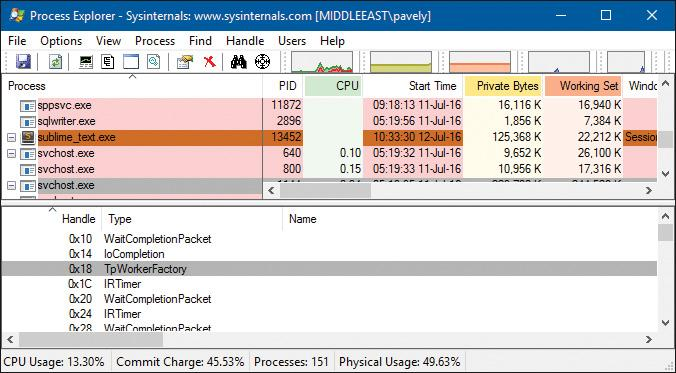 Process Explorer - Sysinternals: www.sysinternals.com [MIDDLEEAST\pavely]
File Options View Process Find Handle Users Help
Process PID CPU Start Time Private Bytes Working Set Windo
sppsvc.exe 11872 09:18:13 11-Jul-16 16,116 K 16,940 K
sqlwriter.exe 2896 05:19:56 11-Jul-16 1,856 K 7,384 K
sublime_text.exe 13452 10:33:30 12-Jul-16 125,368 K 22,212 K Session
svchost.exe 640 0.10 05:19:32 11-Jul-16 9,652 K 26,100 K
svchost.exe 800 0.15 05:19:33 11-Jul-16 10,956 K 17,316 K
svchost.exe
Handle Type Name
0x10 WaitCompletionPacket
0x14 IoCompletion
0x18 TpWorkerFactory
0x1C IRTimer
0x20 WaitCompletionPacket
0x24 IRTimer
0x28 WaitCompletionPacket
CPU Usage: 13.30% Commit Charge: 45.53% Processes: 151 Physical Usage: 49.63%